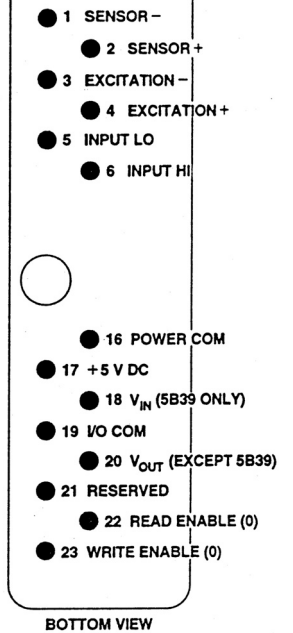 1 SENSOR−
2 SENSOR+
3 EXCITATION−
4 EXCITATION+
5 INPUT LO
6 INPUT HI
16 POWER COM
17 +5 V DC
18 VIN (5B39 ONLY)
19 I/O COM
20 VOUT (EXCEPT 5B39)
21 RESERVED
22 READ ENABLE (0)
23 WRITE ENABLE (0)
BOTTOM VIEW